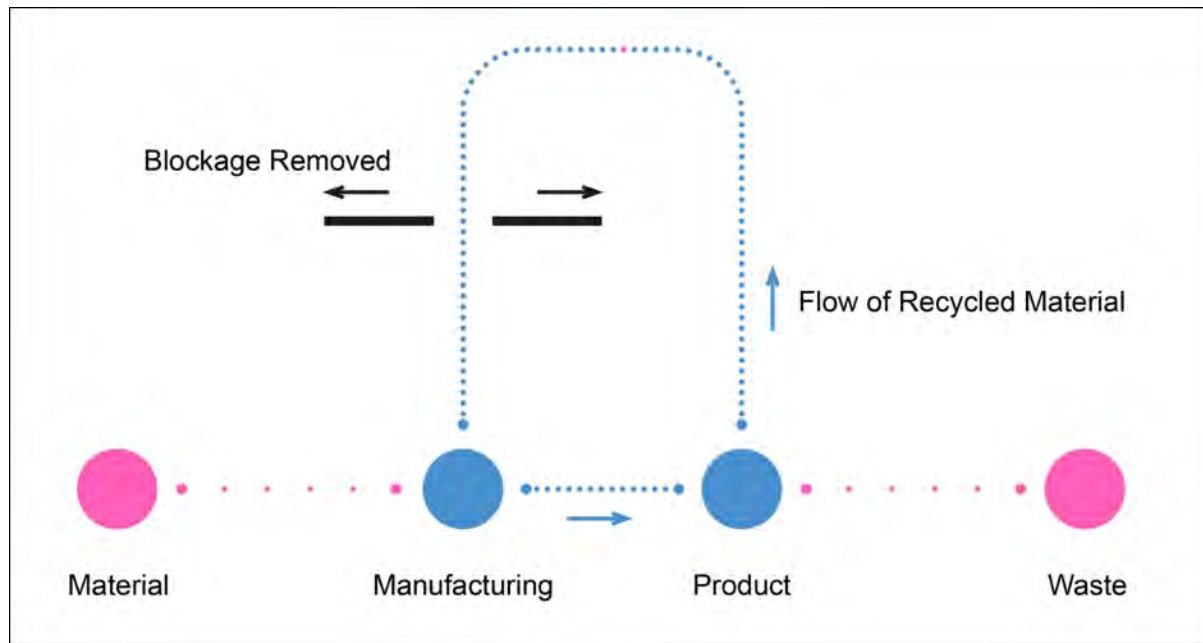 Blockage Removed
Flow of Recycled Material
Material
Manufacturing
Product
Waste